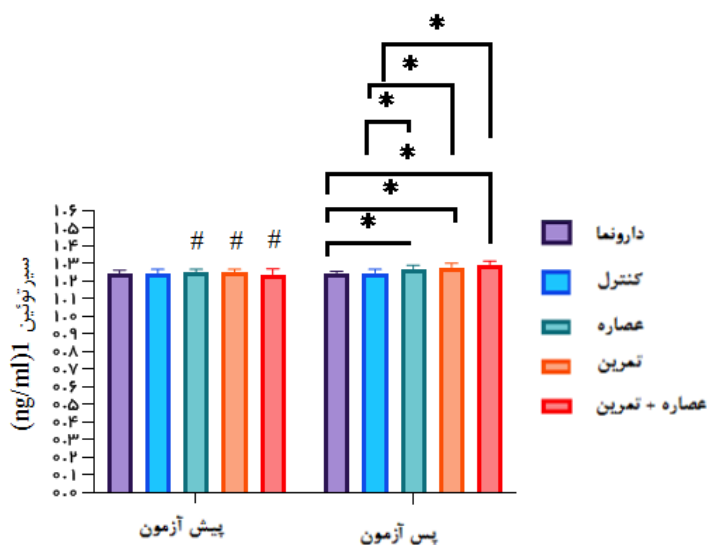 *
*
*
*
*
*
# # #
سیرتوئین 1(ng/ml)
۱.۶
۱.۵
۱.۴
۱.۳
۱.۲
۱.۱
۱.۰
۰.۹
۰.۸
۰.۷
۰.۶
۰.۵
۰.۴
۰.۳
۰.۲
۰.۱
۰.۰
پیش آزمون
پس آزمون
دارونما
کنترل
عصاره
تمرین
عصاره + تمرین